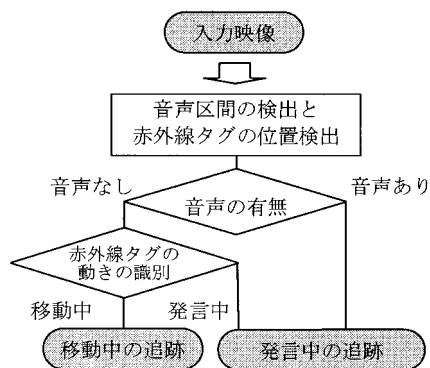 入力映像
音声区間の検出と
赤外線タグの位置検出
音声なし
音声あり
音声の有無
赤外線タグの
動きの識別
移動中
発言中
移動中の追跡
発言中の追跡